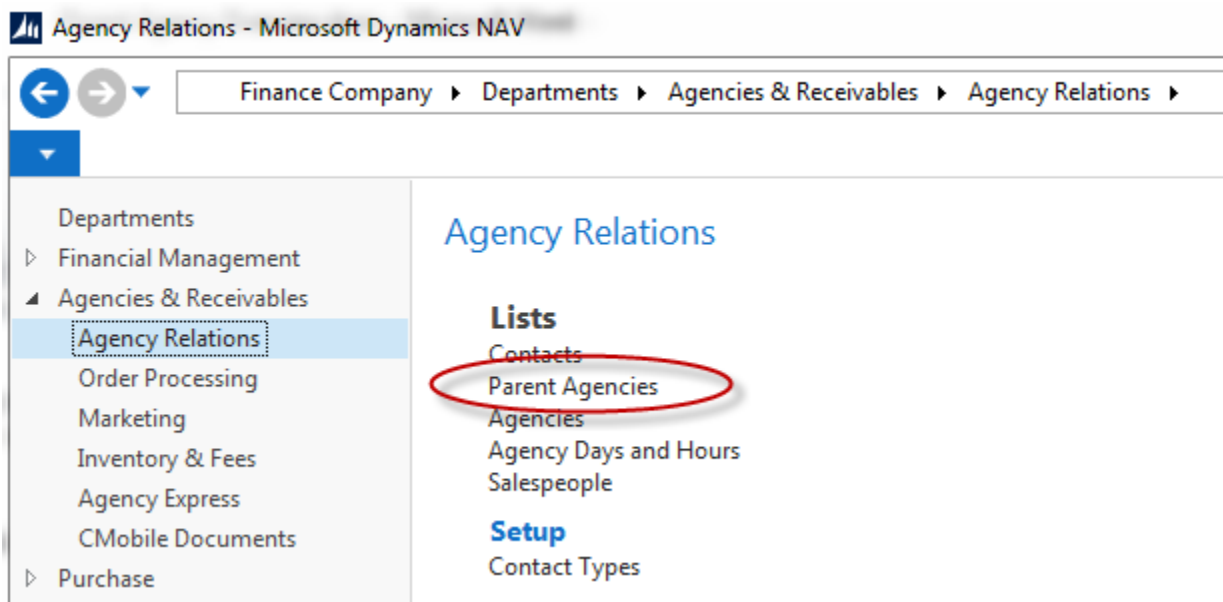 Agency Relations - Microsoft Dynamics NAV
Finance Company ▸ Departments ▸ Agencies & Receivables ▸ Agency Relations ▸
Departments
Financial Management
Agencies & Receivables
Agency Relations
Order Processing
Marketing
Inventory & Fees
Agency Express
CMobile Documents
Purchase
Agency Relations
Lists
Contacts
Parent Agencies
Agencies
Agency Days and Hours
Salespeople
Setup
Contact Types